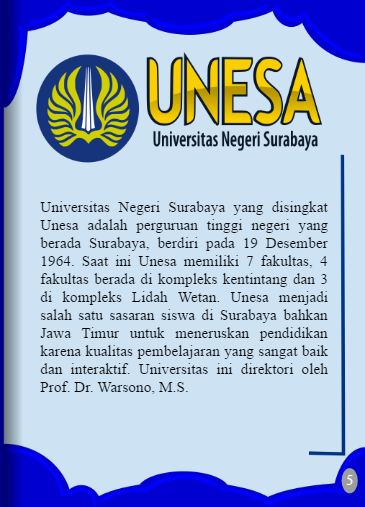 UNESA
Universitas Negeri Surabaya
Universitas Negeri Surabaya yang disingkat
Unesa adalah perguruan tinggi negeri yang
berada Surabaya, berdiri pada 19 Desember
1964. Saat ini Unesa memiliki 7 fakultas, 4
fakultas berada di kompleks kentintang dan 3
di kompleks Lidah Wetan. Unesa menjadi
salah satu sasaran siswa di Surabaya bahkan
Jawa Timur untuk meneruskan pendidikan
karena kualitas pembelajaran yang sangat baik
dan interaktif. Universitas ini direktori oleh
Prof. Dr. Warsono, M.S.
5